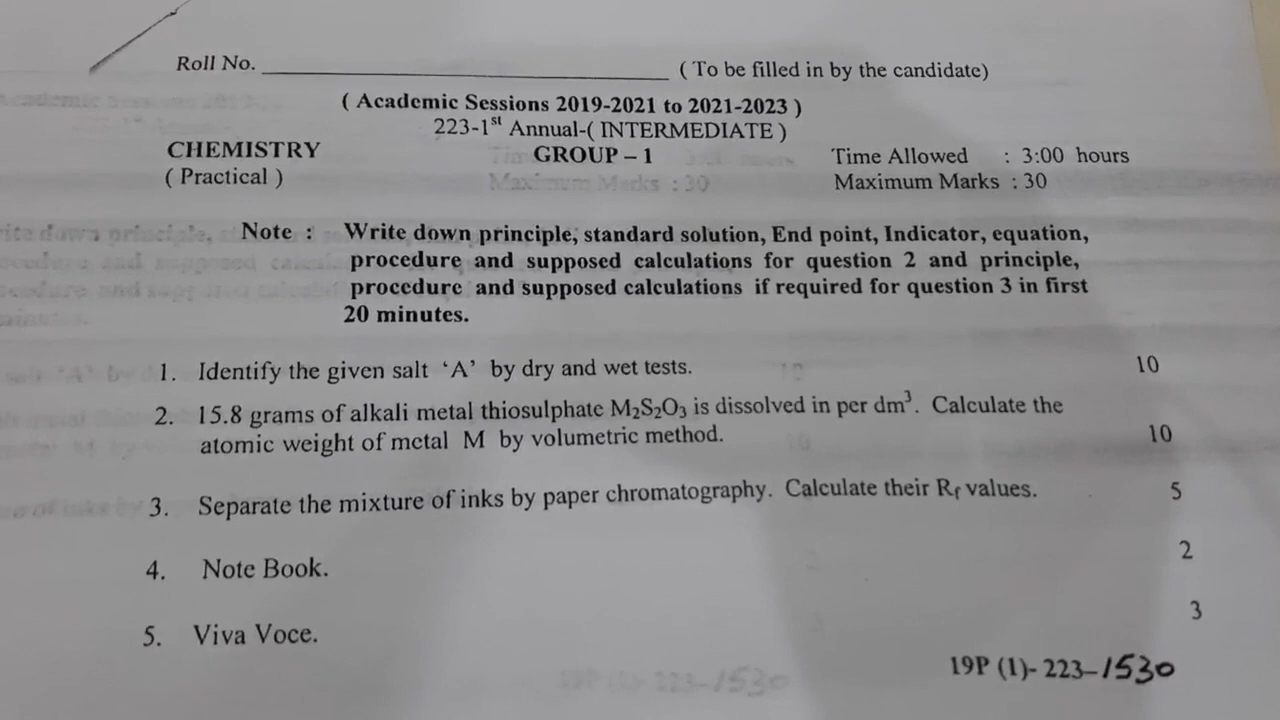 Roll No. ____________________ ( To be filled in by the candidate)
( Academic Sessions 2019-2021 to 2021-2023 )
223-1st Annual-( INTERMEDIATE )
CHEMISTRY GROUP – 1 Time Allowed : 3:00 hours
( Practical ) Maximum Marks : 30
Note : Write down principle, standard solution, End point, Indicator, equation,
procedure and supposed calculations for question 2 and principle,
procedure and supposed calculations if required for question 3 in first
20 minutes.
1. Identify the given salt ‘A’ by dry and wet tests. 10
2. 15.8 grams of alkali metal thiosulphate M₂S₂O₃ is dissolved in per dm³. Calculate the
atomic weight of metal M by volumetric method. 10
3. Separate the mixture of inks by paper chromatography. Calculate their Rf values. 5
4. Note Book. 2
5. Viva Voce. 3
19P (1)- 223–1530